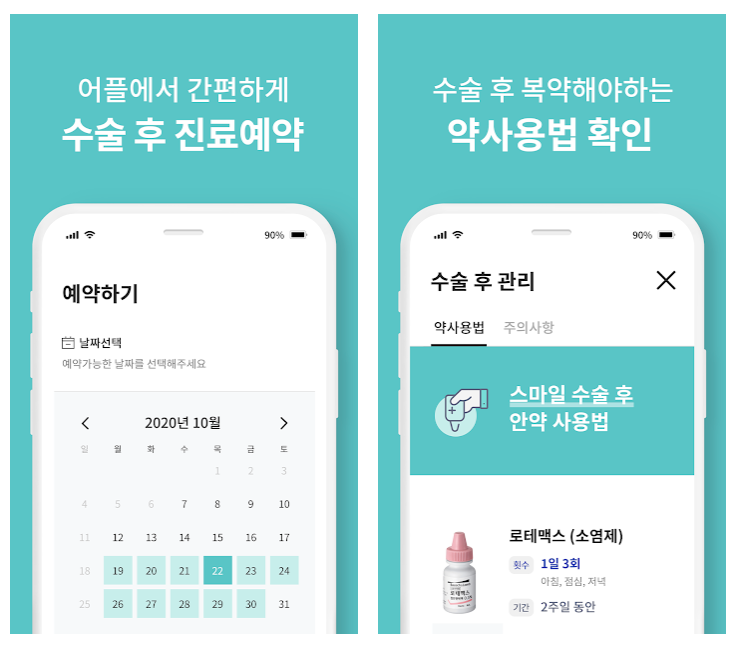 어플에서 간편하게
수술 후 진료예약
90%
예약하기
날짜선택
예약가능한 날짜를 선택해주세요
2020년 10월
일 월 화 수 목 금 토
1 2 3
4 5 6 7 8 9 10
11 12 13 14 15 16 17
18 19 20 21 22 23 24
25 26 27 28 29 30 31
수술 후 복약해야하는
약사용법 확인
90%
수술 후 관리
약사용법 주의사항
스마일 수술 후
안약 사용법
로테맥스 (소염제)
횟수 1일 3회
아침, 점심, 저녁
기간 2주일 동안
로테맥스